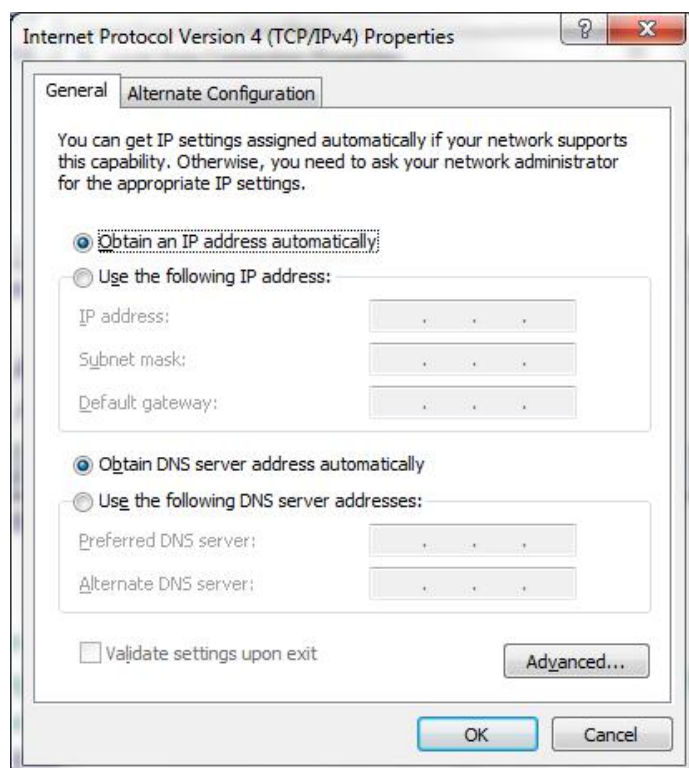 Internet Protocol Version 4 (TCP/IPv4) Properties
General
Alternate Configuration
You can get IP settings assigned automatically if your network supports
this capability. Otherwise, you need to ask your network administrator
for the appropriate IP settings.
Obtain an IP address automatically
Use the following IP address:
IP address:
Subnet mask:
Default gateway:
Obtain DNS server address automatically
Use the following DNS server addresses:
Preferred DNS server:
Alternate DNS server:
Validate settings upon exit
Advanced...
OK
Cancel